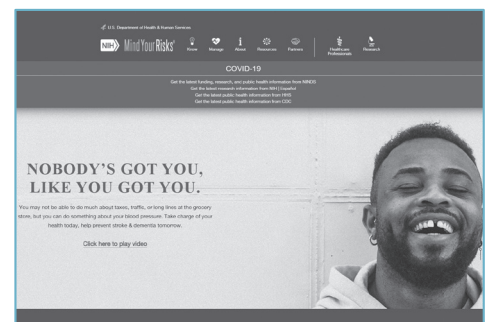 U.S. Department of Health & Human Services
NIH Mind Your Risks®
Know Manage About Resources Partners Healthcare Professionals Research
COVID-19
Get the latest funding, research, and public health information from NINDS
Get the latest research information from NIH | Español
Get the latest public health information from HHS
Get the latest public health information from CDC
NOBODY'S GOT YOU,
LIKE YOU GOT YOU.
You may not be able to do much about taxes, traffic, or long lines at the grocery
store, but you can do something about your blood pressure. Take charge of your
health today, help prevent stroke & dementia tomorrow.
Click here to play video